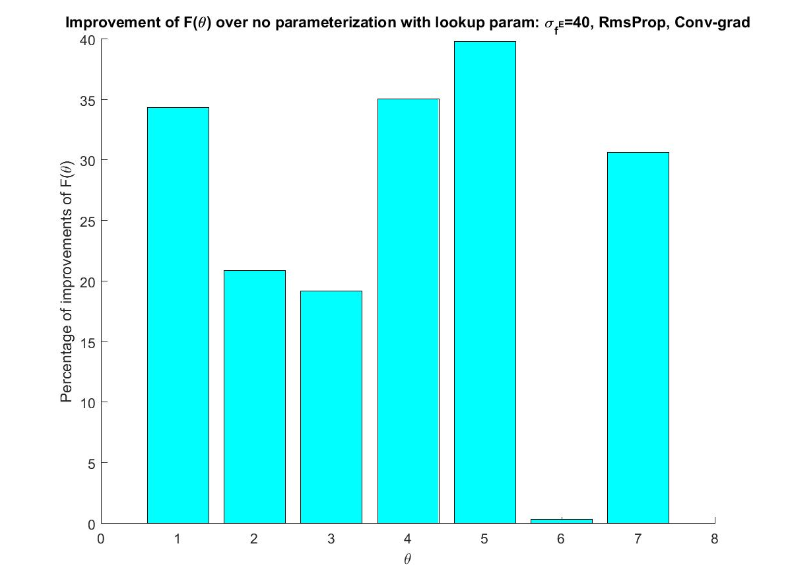 Improvement of F(θ) over no parameterization with lookup param: σ_f^E=40, RmsProp, Conv-grad
Percentage of improvements of F(θ)
40
35
30
25
20
15
10
5
0
0 1 2 3 4 5 6 7 8
θ